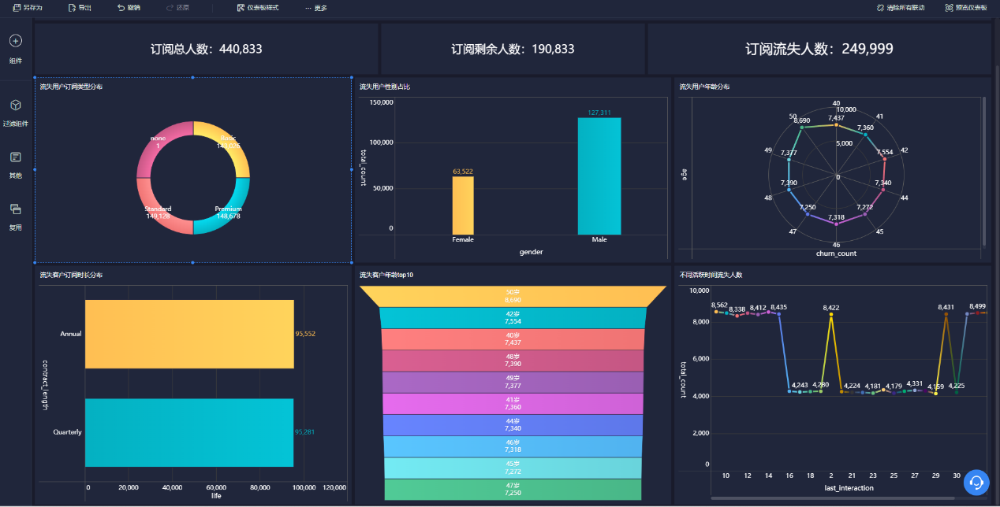 另存为 导出 撤销 还原 仪表板样式 ··· 更多 清除所有联动 预览仪表板
组件
过滤组件
其他
复用
订阅总人数：440,833
订阅剩余人数：190,833
订阅流失人数：249,999
流失用户订阅类型分布
none
1
Basic
143,026
Standard
149,128
Premium
148,678
流失用户性别占比
150,000
100,000
50,000
0
total_count
63,522
127,311
Female
Male
gender
流失用户年龄分布
age
40
10,000
7,437
41
7,360
42
7,554
44
7,340
45
7,272
46
7,318
47
7,250
48
7,390
49
7,377
50
8,690
5,000
0
churn_count
流失客户订阅时长分布
contract_length
Annual
95,552
Quarterly
95,281
0 20,000 40,000 60,000 80,000 100,000 120,000
life
流失客户年龄top10
50岁
8,690
42岁
7,554
40岁
7,437
48岁
7,390
49岁
7,377
41岁
7,360
44岁
7,340
46岁
7,318
45岁
7,272
47岁
7,250
不同活跃时间流失人数
10,000
8,000
6,000
4,000
2,000
0
total_count
8,562 8,338 8,412 8,435 4,243 4,280 8,422 4,224 4,181 4,179 4,331 4,159 8,431 4,225 8,499
10 12 14 16 18 2 21 23 25 27 29 30
last_interaction